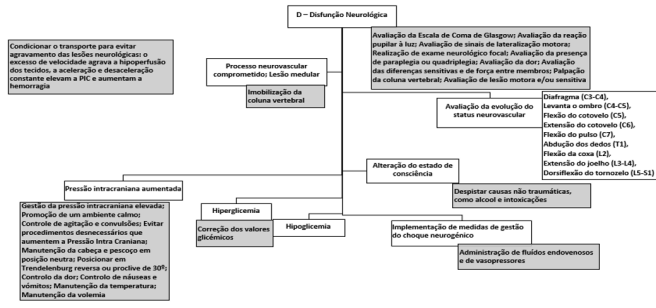 D – Disfunção Neurológica
Condicionar o transporte para evitar
agravamento das lesões neurológicas: o
excesso de velocidade agrava a hipoperfusão
dos tecidos, a aceleração e desaceleração
constante elevam a PIC e aumentam a
hemorragia
Processo neurovascular
comprometido; Lesão medular
Imobilização da
coluna vertebral
Avaliação da Escala de Coma de Glasgow; Avaliação da reação
pupilar à luz; Avaliação de sinais de lateralização motora;
Realização de exame neurológico focal; Avaliação da presença
de paraplegia ou quadriplegia; Avaliação da dor; Avaliação
das diferenças sensitivas e de força entre membros; Palpação
da coluna vertebral; Avaliação de lesão motora e/ou sensitiva
Avaliação da evolução do
status neurovascular
Diafragma (C3-C4),
Levanta o ombro (C4-C5),
Flexão do cotovelo (C5),
Extensão do cotovelo (C6),
Flexão do pulso (C7),
Abdução dos dedos (T1),
Flexão da coxa (L2),
Extensão do joelho (L3-L4),
Dorsiflexão do tornozelo (L5-S1)
Alteração do estado de
consciência
Despistar causas não traumáticas,
como alcool e intoxicações
Pressão intracraniana aumentada
Gestão da pressão intracraniana elevada;
Promoção de um ambiente calmo;
Controle de agitação e convulsões; Evitar
procedimentos desnecessários que
aumentem a Pressão Intra Craniana;
Manutenção da cabeça e pescoço em
posição neutra; Posicionar em
Trendelenburg reversa ou proclive de 30º;
Controlo da dor; Controlo de náuseas e
vómitos; Manutenção da temperatura;
Manutenção da volemia
Hiperglicemia
Correção dos valores
glicémicos
Hipoglicemia
Implementação de medidas de gestão
do choque neurogénico
Administração de fluídos endovenosos e
de vasopressores